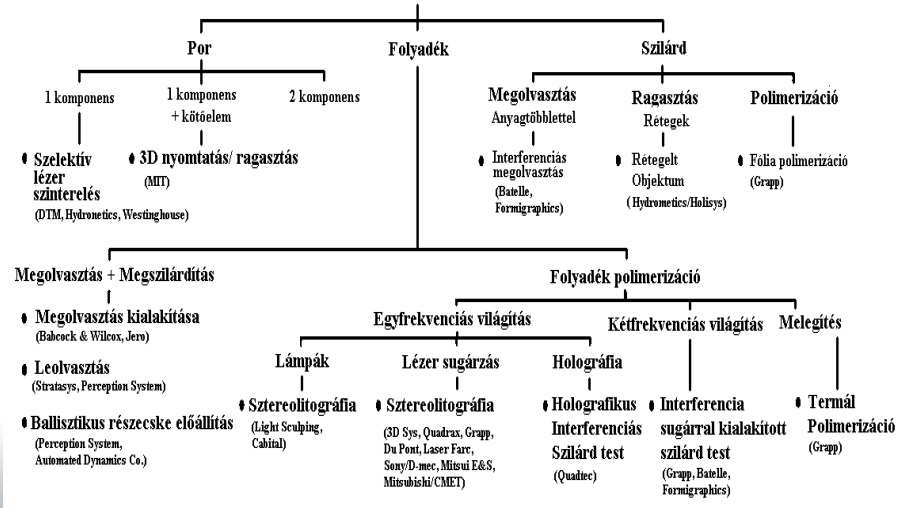 Por
Folyadék
Szilárd
1 komponens
1 komponens
+ kötőelem
2 komponens
Szelektív
lézer
szinterelés
(DTM, Hydronetics, Westinghouse)
3D nyomtatás/ ragasztás
(MIT)
Megolvasztás
Anyagtöbblettel
Interferenciás
megolvasztás
(Batelle,
Formigraphics)
Ragasztás
Rétegek
Rétegelt
Objektum
(Hydrometics/Holisys)
Polimerizáció
Fólia polimerizáció
(Grapp)
Megolvasztás + Megszilárdítás
Megolvasztás kialakítása
(Babcock & Wilcox, Jero)
Leolvasztás
(Stratasys, Perception System)
Ballisztikus részecske előállítás
(Perception System,
Automated Dynamics Co.)
Folyadék polimerizáció
Egyfrekvenciás világítás
Lámpák
Sztereolitográfia
(Light Sculping,
Cabital)
Lézer sugárzás
Sztereolitográfia
(3D Sys, Quadrax, Grapp,
Du Pont, Laser Farc,
Sony/D-mec, Mitsui E&S,
Mitsubiski/CMET)
Holográfia
Holografikus
Interferenciás
Szilárd test
(Quadtec)
Kétfrekvenciás világítás
Interferencia
sugárral kialakított
szilárd test
(Grapp, Batelle,
Formigraphics)
Melegítés
Termál
Polimerizáció
(Grapp)